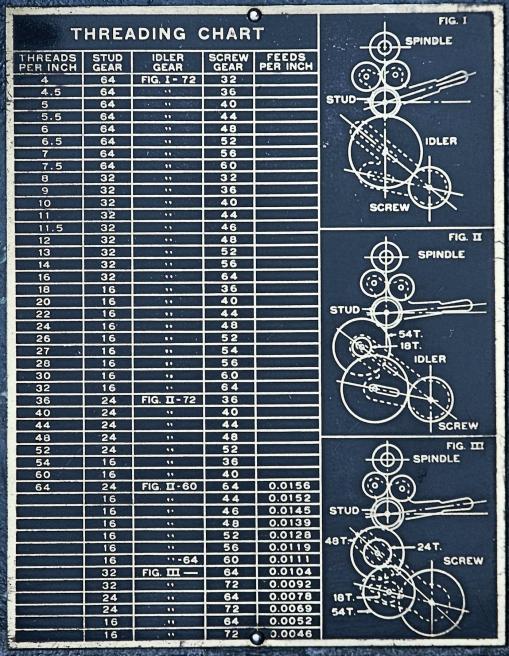 THREADING CHART
THREADS PER INCH STUD GEAR IDLER GEAR SCREW GEAR FEEDS PER INCH
4 64 FIG. I-72 32
4.5 64 " 36
5 64 " 40
5.5 64 " 44
6 64 " 48
6.5 64 " 52
7 64 " 56
7.5 64 " 60
8 32 " 32
9 32 " 36
10 32 " 40
11 32 " 44
11.5 32 " 46
12 32 " 48
13 32 " 52
14 32 " 56
16 32 " 64
18 16 " 36
20 16 " 40
22 16 " 44
24 16 " 48
26 16 " 52
27 16 " 54
28 16 " 56
30 16 " 60
32 16 " 64
36 24 FIG. II-72 36
40 24 " 40
44 24 " 44
48 24 " 48
52 24 " 52
54 16 " 36
60 16 " 40
64 24 FIG. II-60 64 0.0156
16 " 44 0.0152
16 " 46 0.0145
16 " 48 0.0139
16 " 52 0.0128
16 " 56 0.0119
16 " -64 60 0.0111
32 FIG. III — 64 0.0104
32 " 72 0.0092
24 " 64 0.0078
24 " 72 0.0069
16 " 64 0.0052
16 " 72 0.0046
FIG. I
SPINDLE
STUD
IDLER
SCREW
FIG. II
SPINDLE
STUD
54T.
18T.
IDLER
SCREW
FIG. III
SPINDLE
STUD
48T.
24T.
SCREW
18T.
54T.